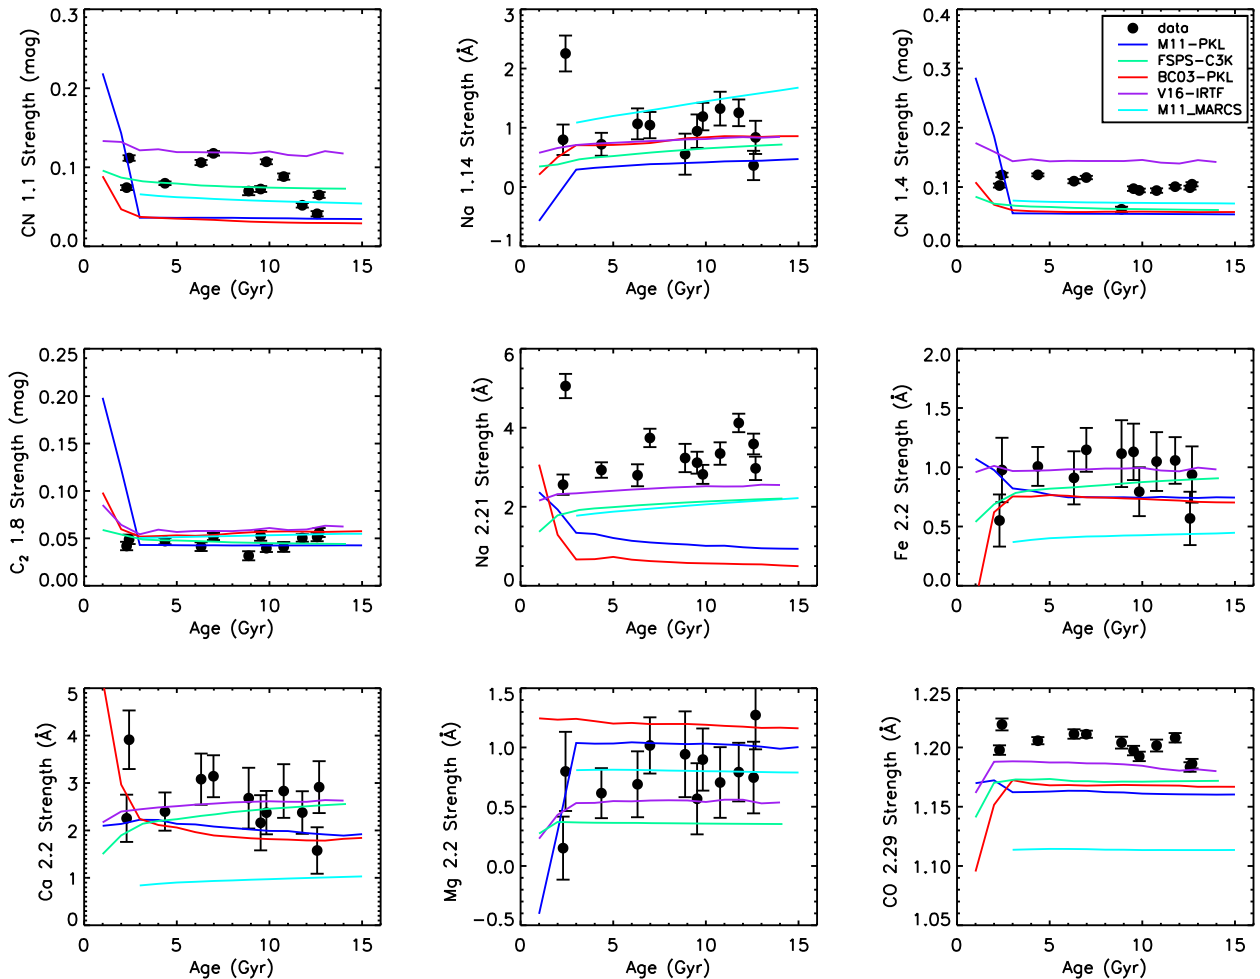 CN 1.1 Strength (mag)
0.3
0.2
0.1
0.0
0 5 10 15
Age (Gyr)
Na 1.14 Strength (Å)
3
2
1
0
−1
0 5 10 15
Age (Gyr)
CN 1.4 Strength (mag)
0.4
0.3
0.2
0.1
0.0
0 5 10 15
Age (Gyr)
data
M11−PKL
FSPS−C3K
BC03−PKL
V16−IRTF
M11_MARCS
C₂ 1.8 Strength (mag)
0.25
0.20
0.15
0.10
0.05
0.00
0 5 10 15
Age (Gyr)
Na 2.21 Strength (Å)
6
4
2
0
0 5 10 15
Age (Gyr)
Fe 2.2 Strength (Å)
2.0
1.5
1.0
0.5
0.0
0 5 10 15
Age (Gyr)
Ca 2.2 Strength (Å)
5
4
3
2
1
0
0 5 10 15
Age (Gyr)
Mg 2.2 Strength (Å)
1.5
1.0
0.5
0.0
−0.5
0 5 10 15
Age (Gyr)
CO 2.29 Strength (Å)
1.25
1.20
1.15
1.10
1.05
0 5 10 15
Age (Gyr)